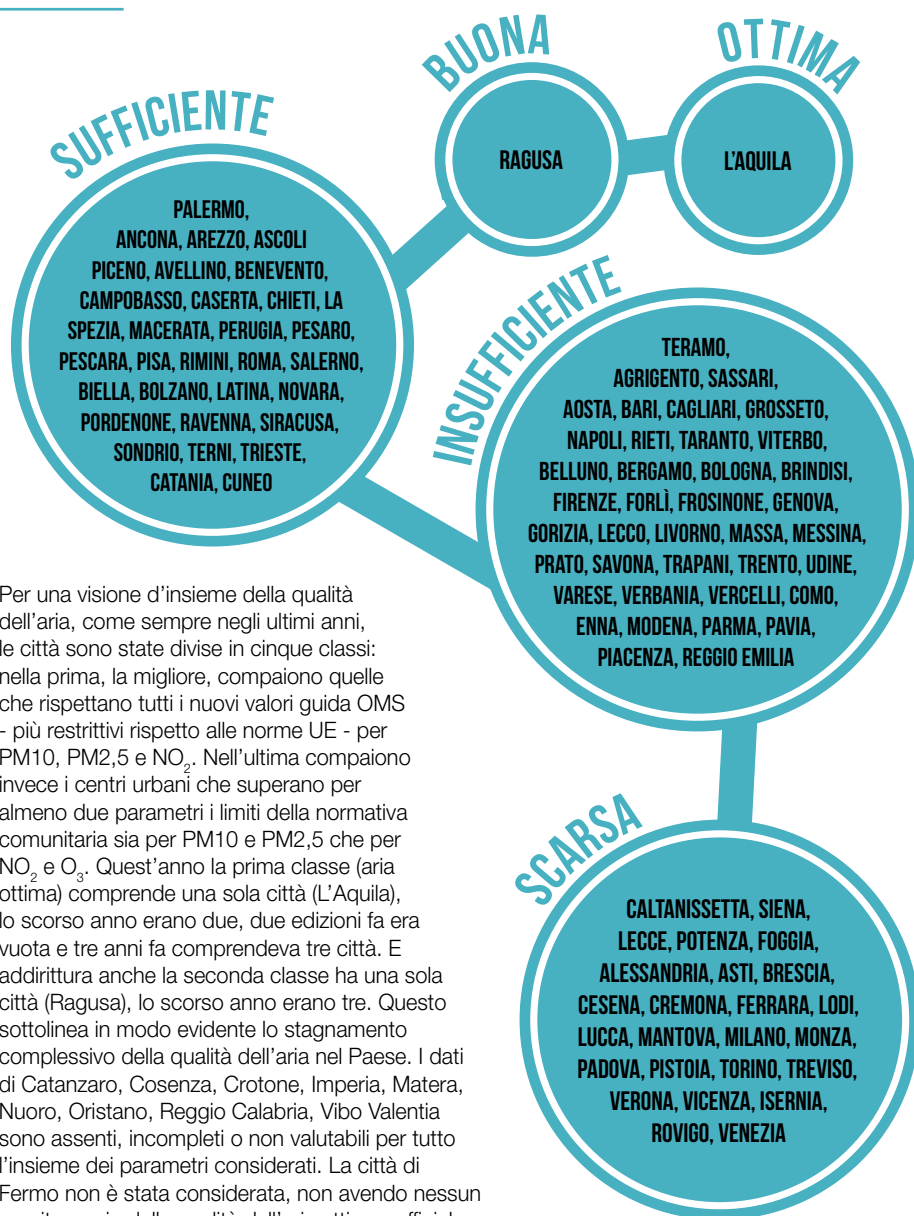 BUONA
RAGUSA
OTTIMA
L'AQUILA
SUFFICIENTE
PALERMO,
ANCONA, AREZZO, ASCOLI
PICENO, AVELLINO, BENEVENTO,
CAMPOBASSO, CASERTA, CHIETI, LA
SPEZIA, MACERATA, PERUGIA, PESARO,
PESCARA, PISA, RIMINI, ROMA, SALERNO,
BIELLA, BOLZANO, LATINA, NOVARA,
PORDENONE, RAVENNA, SIRACUSA,
SONDRIO, TERNI, TRIESTE,
CATANIA, CUNEO
INSUFFICIENTE
TERAMO,
AGRIGENTO, SASSARI,
AOSTA, BARI, CAGLIARI, GROSSETO,
NAPOLI, RIETI, TARANTO, VITERBO,
BELLUNO, BERGAMO, BOLOGNA, BRINDISI,
FIRENZE, FORLÌ, FROSINONE, GENOVA,
GORIZIA, LECCO, LIVORNO, MASSA, MESSINA,
PRATO, SAVONA, TRAPANI, TRENTO, UDINE,
VARESE, VERBANIA, VERCELLI, COMO,
ENNA, MODENA, PARMA, PAVIA,
PIACENZA, REGGIO EMILIA
Per una visione d'insieme della qualità
dell'aria, come sempre negli ultimi anni,
le città sono state divise in cinque classi:
nella prima, la migliore, compaiono quelle
che rispettano tutti i nuovi valori guida OMS
- più restrittivi rispetto alle norme UE - per
PM10, PM2,5 e NO₂. Nell'ultima compaiono
invece i centri urbani che superano per
almeno due parametri i limiti della normativa
comunitaria sia per PM10 e PM2,5 che per
NO₂ e O₃. Quest'anno la prima classe (aria
ottima) comprende una sola città (L'Aquila),
lo scorso anno erano due, due edizioni fa era
vuota e tre anni fa comprendeva tre città. E
addirittura anche la seconda classe ha una sola
città (Ragusa), lo scorso anno erano tre. Questo
sottolinea in modo evidente lo stagnamento
complessivo della qualità dell'aria nel Paese. I dati
di Catanzaro, Cosenza, Crotone, Imperia, Matera,
Nuoro, Oristano, Reggio Calabria, Vibo Valentia
sono assenti, incompleti o non valutabili per tutto
l'insieme dei parametri considerati. La città di
Fermo non è stata considerata, non avendo nessun
SCARSA
CALTANISSETTA, SIENA,
LECCE, POTENZA, FOGGIA,
ALESSANDRIA, ASTI, BRESCIA,
CESENA, CREMONA, FERRARA, LODI,
LUCCA, MANTOVA, MILANO, MONZA,
PADOVA, PISTOIA, TORINO, TREVISO,
VERONA, VICENZA, ISERNIA,
ROVIGO, VENEZIA